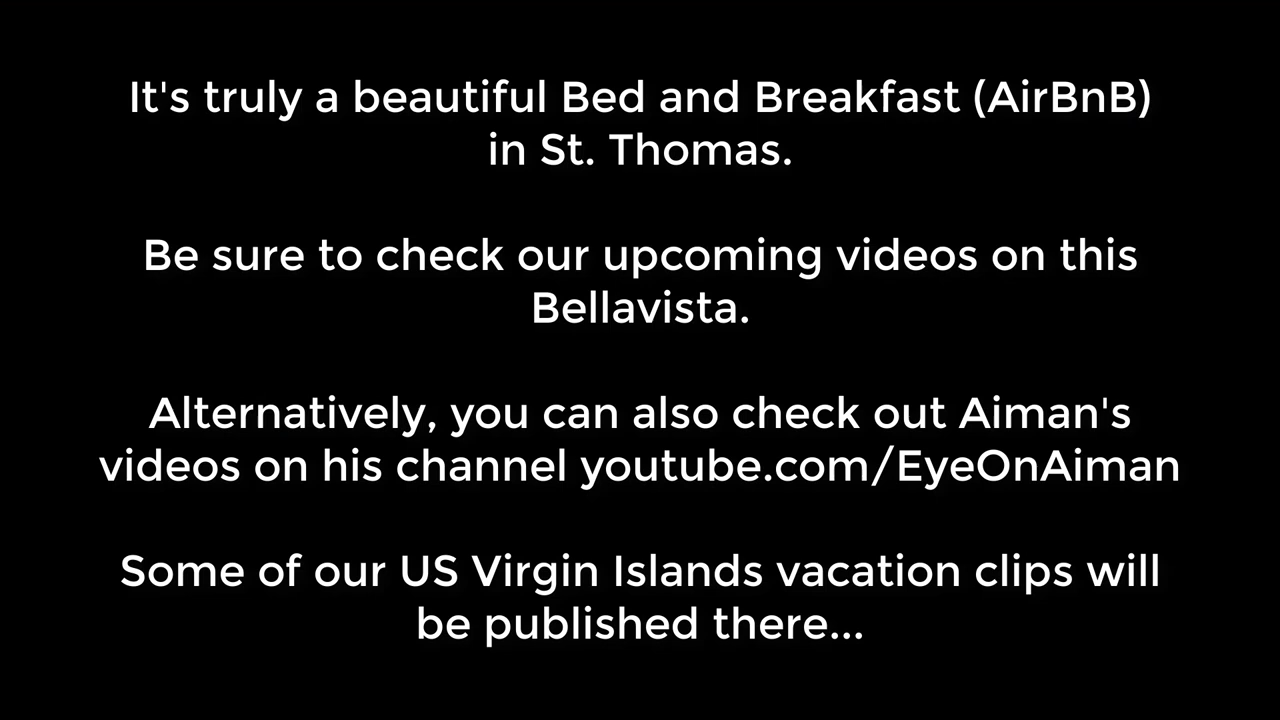 It's truly a beautiful Bed and Breakfast (AirBnB)
in St. Thomas.
Be sure to check our upcoming videos on this
Bellavista.
Alternatively, you can also check out Aiman's
videos on his channel youtube.com/EyeOnAiman
Some of our US Virgin Islands vacation clips will
be published there...